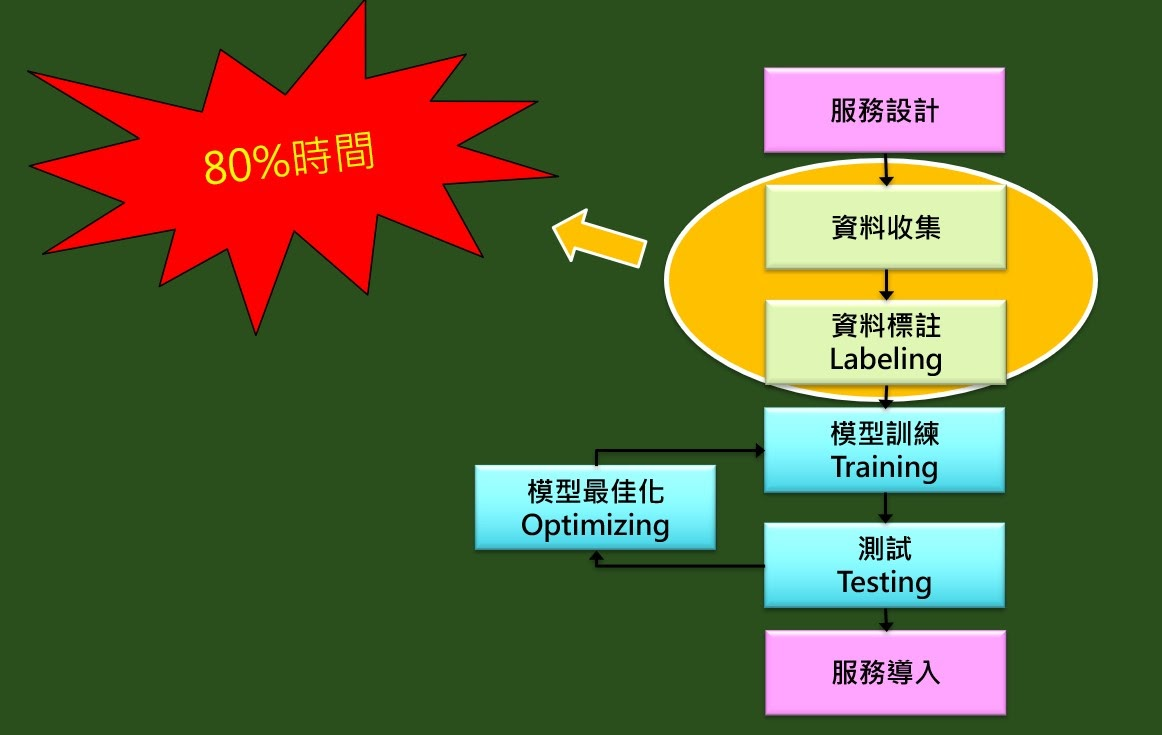 80%時間
服務設計
資料收集
資料標註
Labeling
模型訓練
Training
模型最佳化
Optimizing
測試
Testing
服務導入